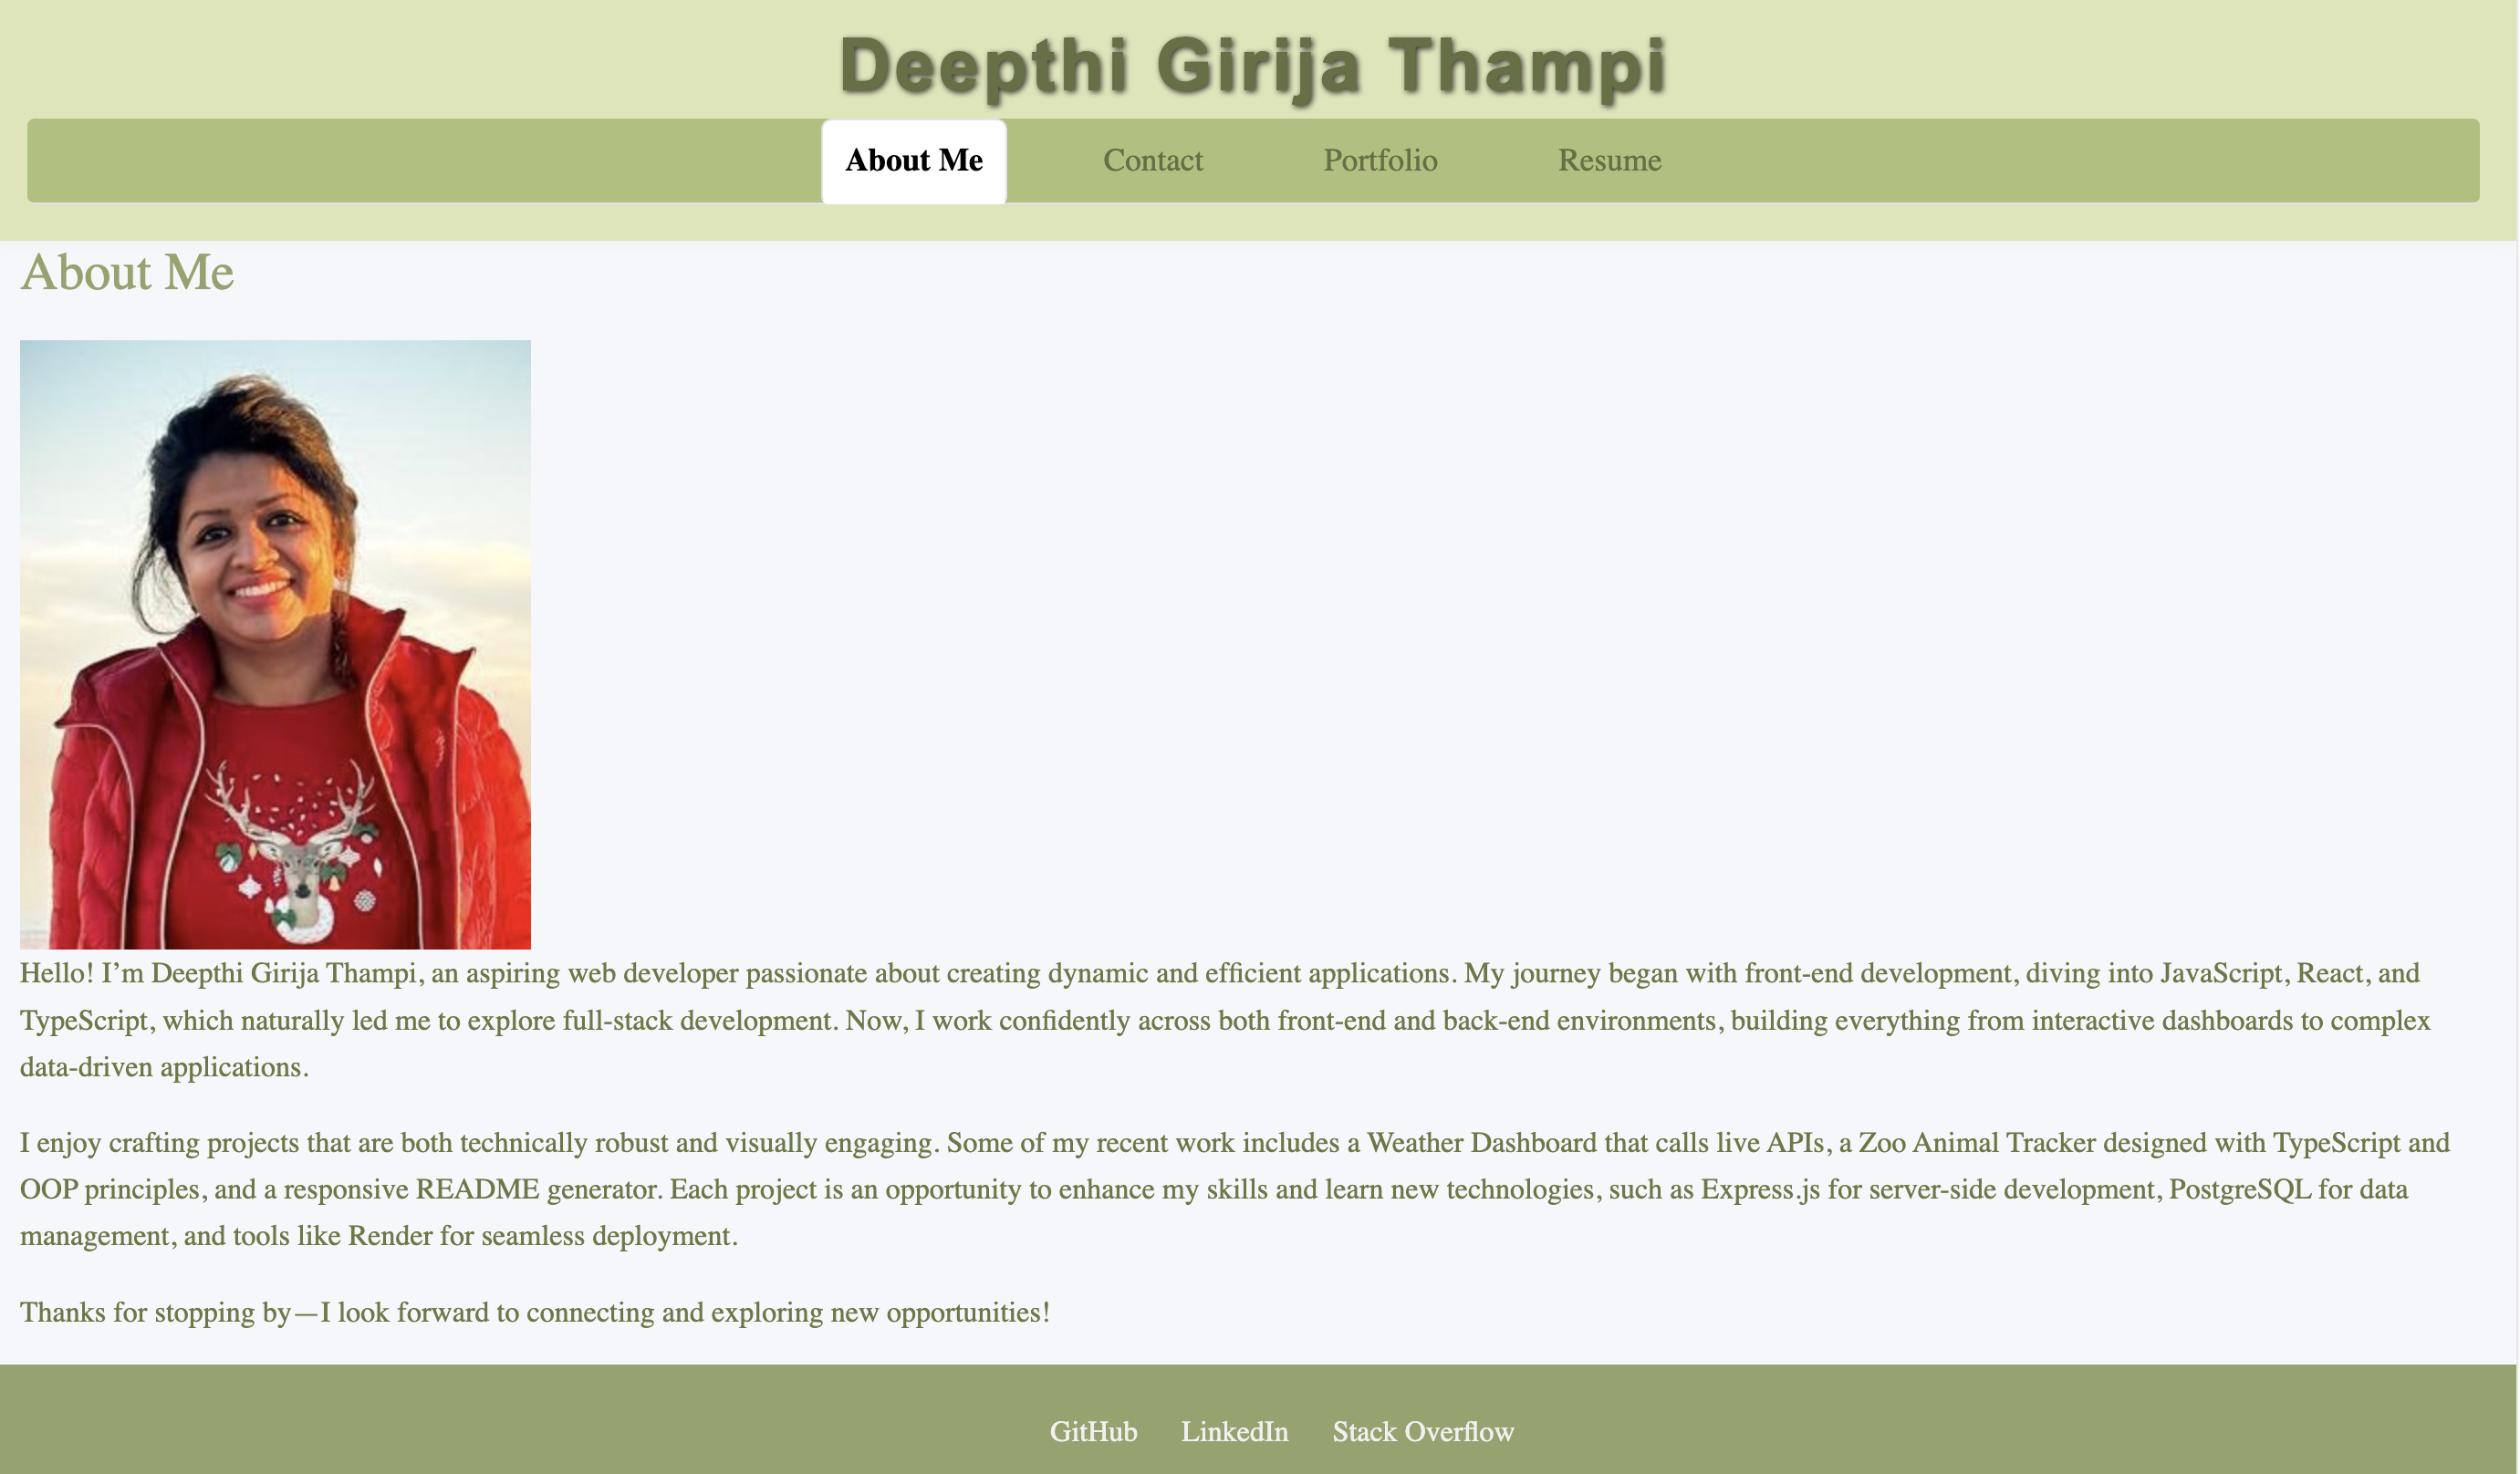 Deepthi Girija Thampi
About Me
Contact
Portfolio
Resume
About Me
Hello! I’m Deepthi Girija Thampi, an aspiring web developer passionate about creating dynamic and efficient applications. My journey began with front-end development, diving into JavaScript, React, and
TypeScript, which naturally led me to explore full-stack development. Now, I work confidently across both front-end and back-end environments, building everything from interactive dashboards to complex
data-driven applications.
I enjoy crafting projects that are both technically robust and visually engaging. Some of my recent work includes a Weather Dashboard that calls live APIs, a Zoo Animal Tracker designed with TypeScript and
OOP principles, and a responsive README generator. Each project is an opportunity to enhance my skills and learn new technologies, such as Express.js for server-side development, PostgreSQL for data
management, and tools like Render for seamless deployment.
Thanks for stopping by—I look forward to connecting and exploring new opportunities!
GitHub
LinkedIn
Stack Overflow